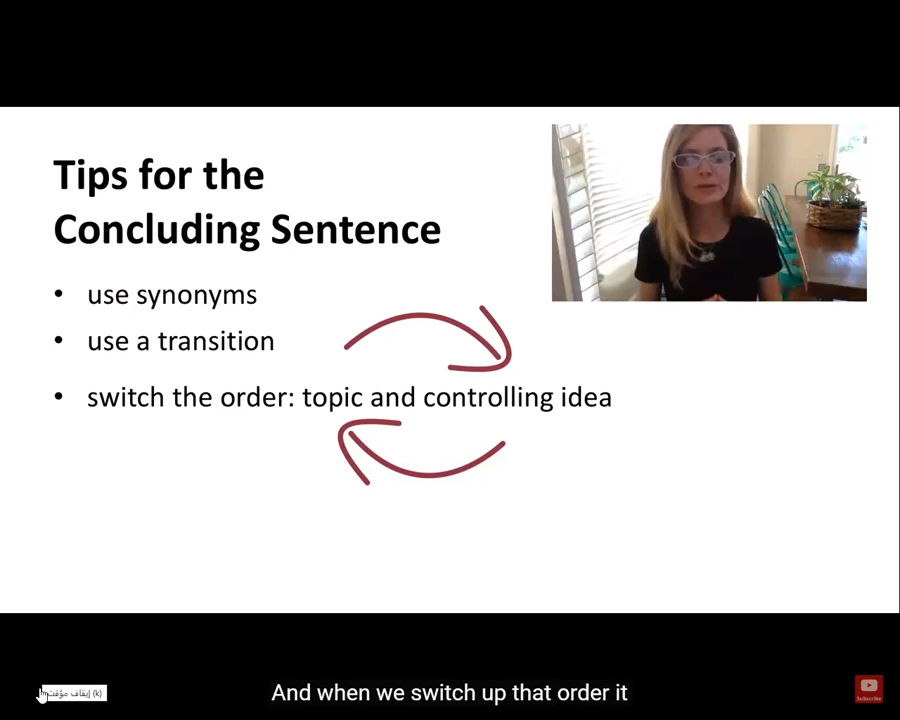 Tips for the
Concluding Sentence
• use synonyms
• use a transition
• switch the order: topic and controlling idea
إيقاف مؤقت (k)
And when we switch up that order it
Subscribe